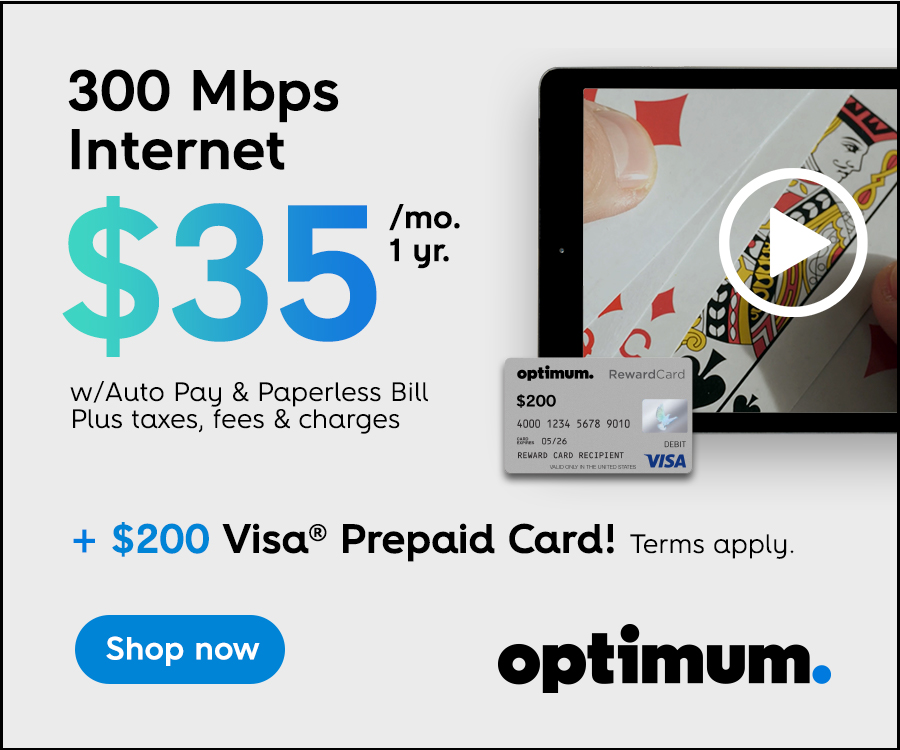 300 Mbps
Internet
$35
/mo.
1 yr.
w/Auto Pay & Paperless Bill
Plus taxes, fees & charges
optimum. RewardCard
$200
4000 1234 5678 9010
CARD
EXPIRES 05/26
DEBIT
REWARD CARD RECIPIENT
VISA
VALID ONLY IN THE UNITED STATES
+ $200 Visa® Prepaid Card! Terms apply.
Shop now
optimum.